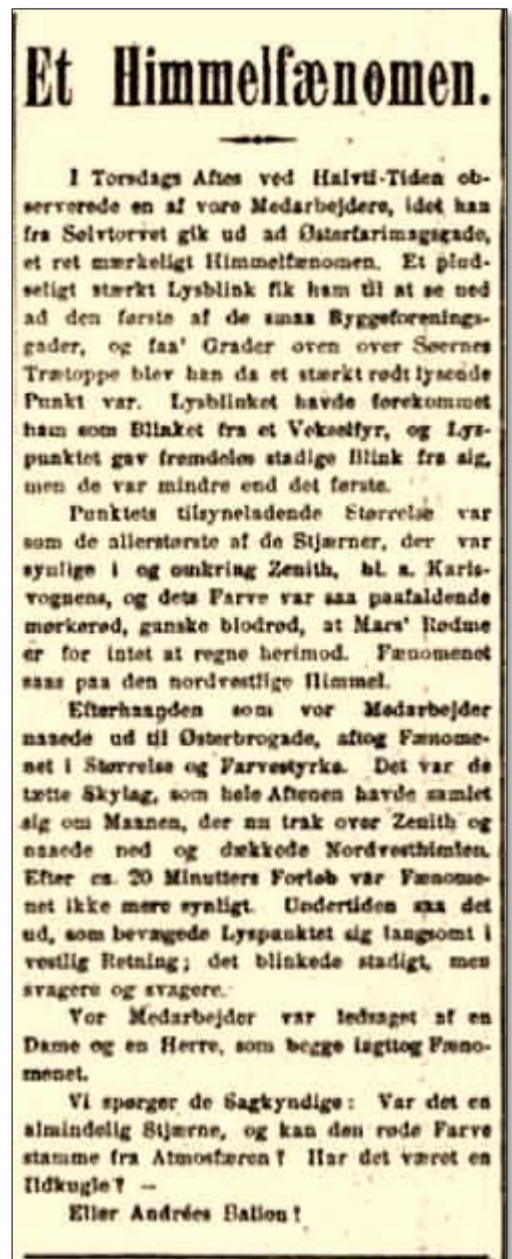 Et Himmelfænomen.
I Torsdags Aftes ved Halvti-Tiden ob-
serverede en af vore Medarbejdere, idet han
fra Sølvtorvet gik ud ad Østerfarimagsgade,
et ret mærkeligt Himmelfænomen. Et plud-
seligt stærkt Lysblink fik ham til at se ned
ad den første af de smaa Byggeforenings-
gader, og faa' Grader oven over Søernes
Trætoppe blev han da et stærkt rødt lysende
Punkt var. Lysblinket havde forekommet
ham som Blinket fra et Vekselfyr, og Lys-
punktet gav fremdeles stadige Blink fra sig,
men de var mindre end det første.
Punktets tilsyneladende Størrelse var
som de allerstørste af de Stjærner, der var
synlige i og omkring Zenith, bl. a. Karls-
vognens, og dets Farve var saa paafaldende
mørkerød, ganske blodrød, at Mars' Rødme
er for intet at regne herimod. Fænomenet
saas paa den nordvestlige Himmel.
Efterhaanden som vor Medarbejder
naaede ud til Østerbrogade, aftog Fænome-
net i Størrelse og Farvestyrke. Det var de
tætte Skylag, som hele Aftenen havde samlet
sig om Maanen, der nu trak over Zenith og
naaede ned og dækkede Nordvesthimlen.
Efter ca. 20 Minutters Forløb var Fænome-
net ikke mere synligt. Undertiden saa det
ud, som bevægede Lyspunktet sig langsomt i
vestlig Retning; det blinkede stadigt, men
svagere og svagere.
Vor Medarbejder var ledsaget af en
Dame og en Herre, som begge iagttog Fæno-
menet.
Vi spørger de Sagkyndige: Var det en
almindelig Stjærne, og kan den røde Farve
stamme fra Atmosfæren? Har det været en
Ildkugle? —
Eller Andrées Ballon?